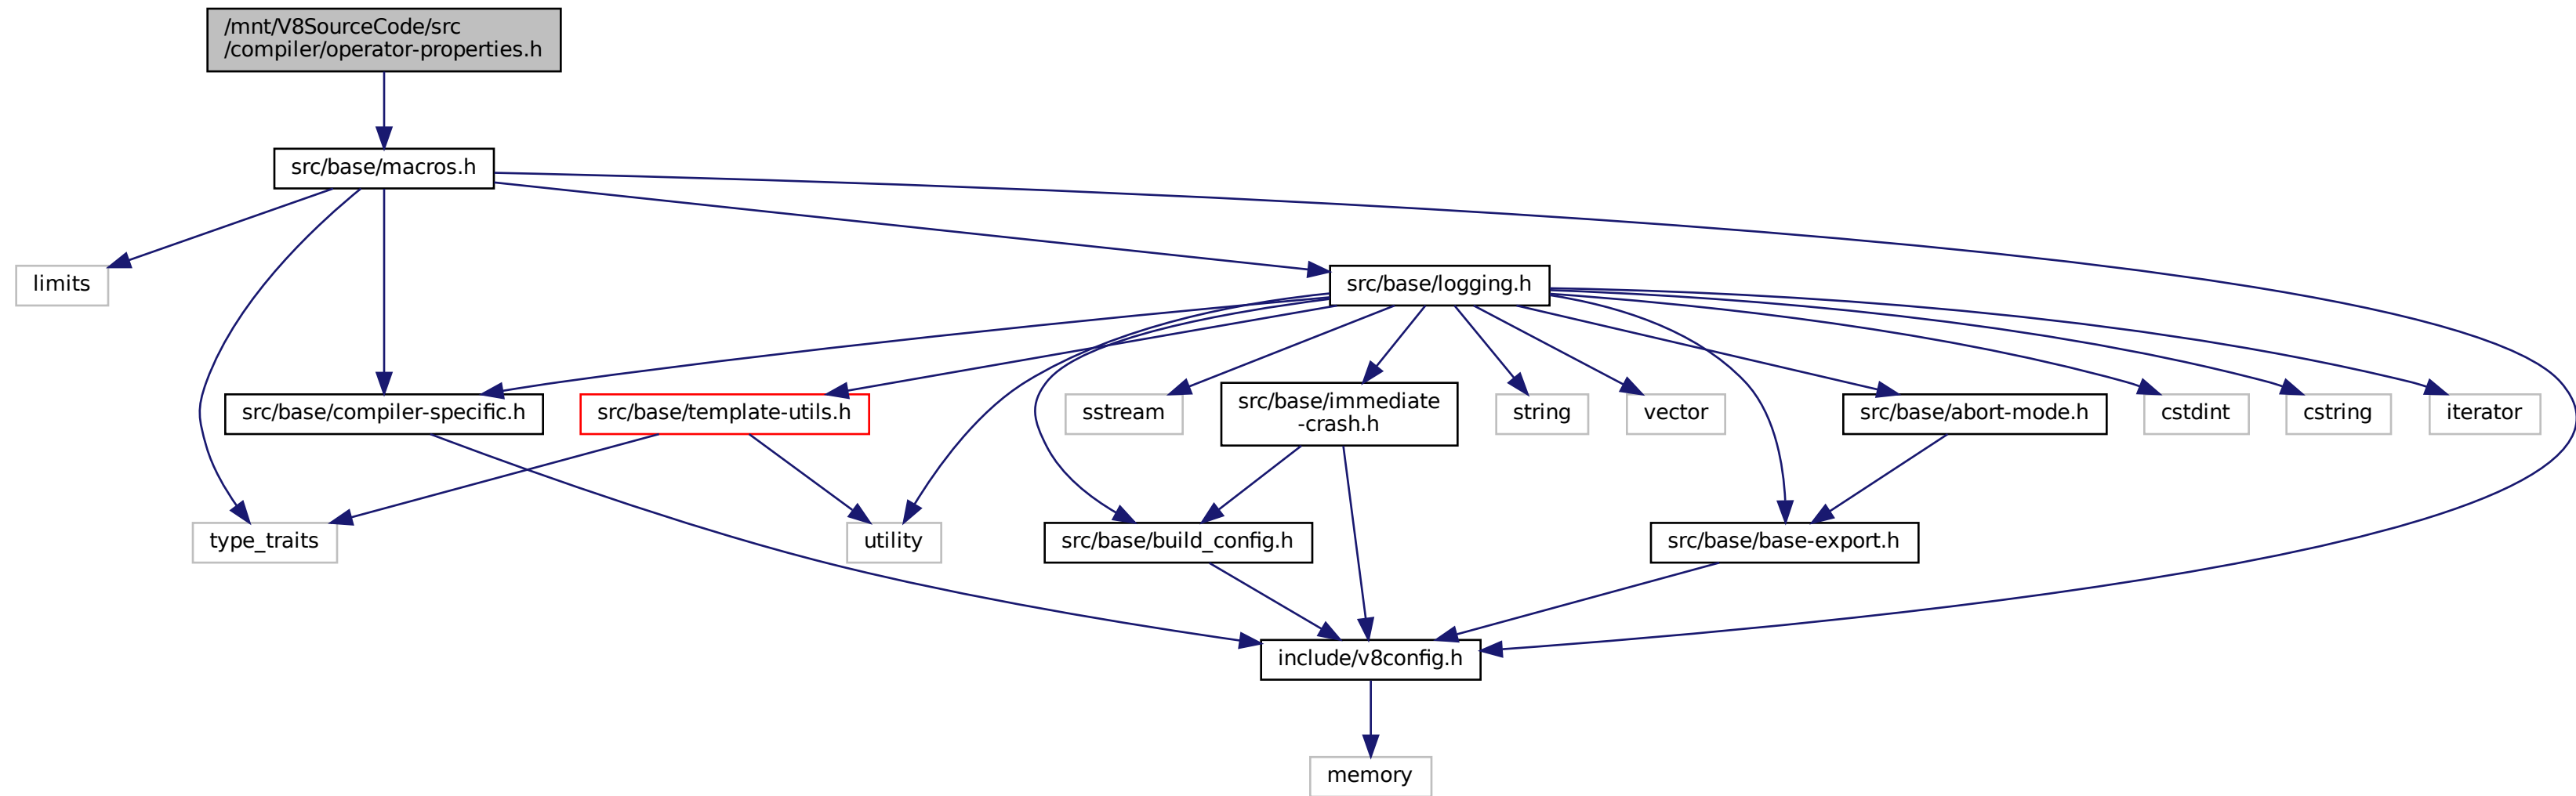 /mnt/V8SourceCode/src
/compiler/operator-properties.h
src/base/macros.h
limits
src/base/logging.h
src/base/compiler-specific.h
src/base/template-utils.h
sstream
src/base/immediate
-crash.h
string
vector
src/base/abort-mode.h
cstdint
cstring
iterator
type_traits
utility
src/base/build_config.h
src/base/base-export.h
include/v8config.h
memory